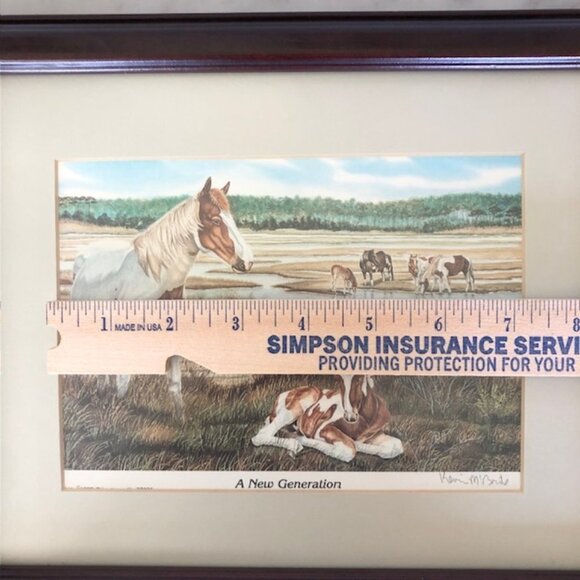 1 MADE IN USA 2 3 4 5 6 7 8
SIMPSON INSURANCE SERVI
PROVIDING PROTECTION FOR YOUR
A New Generation